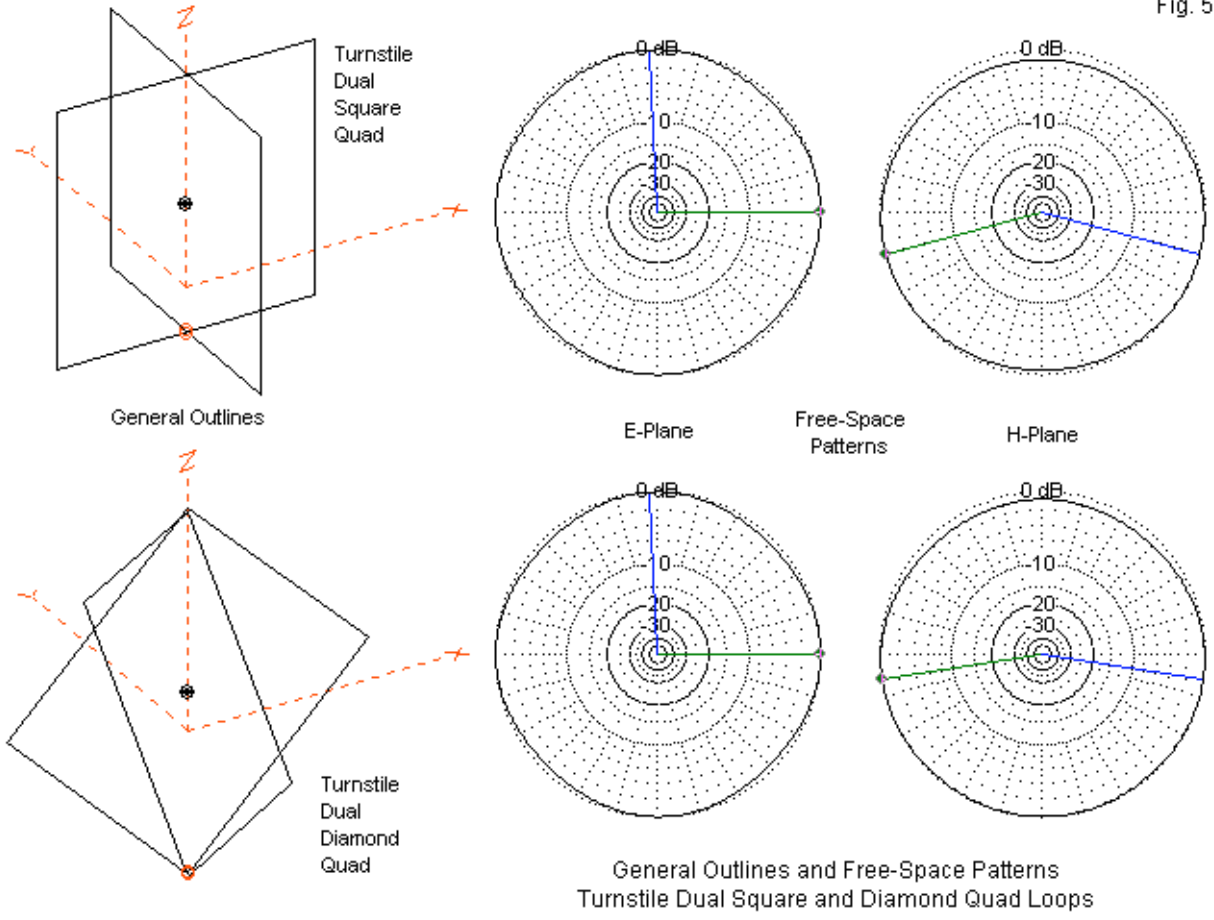 Fig. 5
Z
Y
X
Turnstile
Dual
Square
Quad
General Outlines
0 dB
-10
-20
-30
E-Plane
Free-Space
Patterns
0 dB
-10
-20
-30
H-Plane
Z
Y
X
Turnstile
Dual
Diamond
Quad
0 dB
-10
-20
-30
0 dB
-10
-20
-30
General Outlines and Free-Space Patterns
Turnstile Dual Square and Diamond Quad Loops